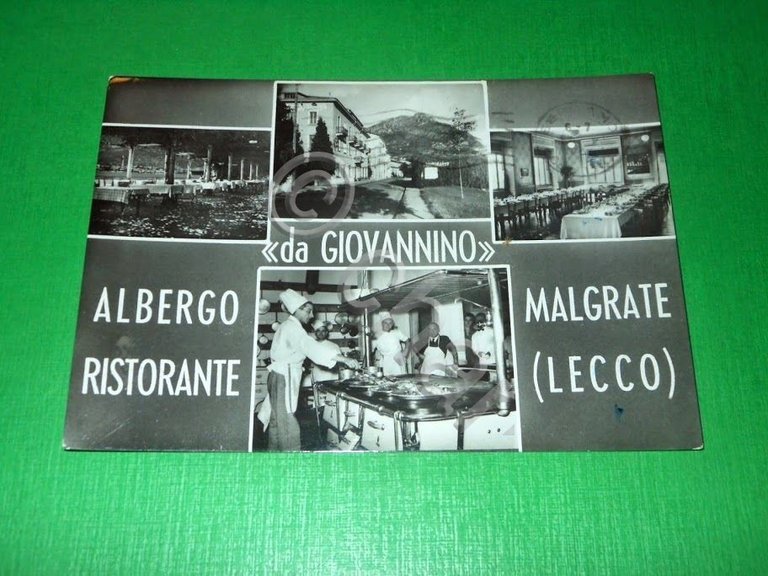 «da GIOVANNINO»
ALBERGO
RISTORANTE
MALGRATE
(LECCO)
©